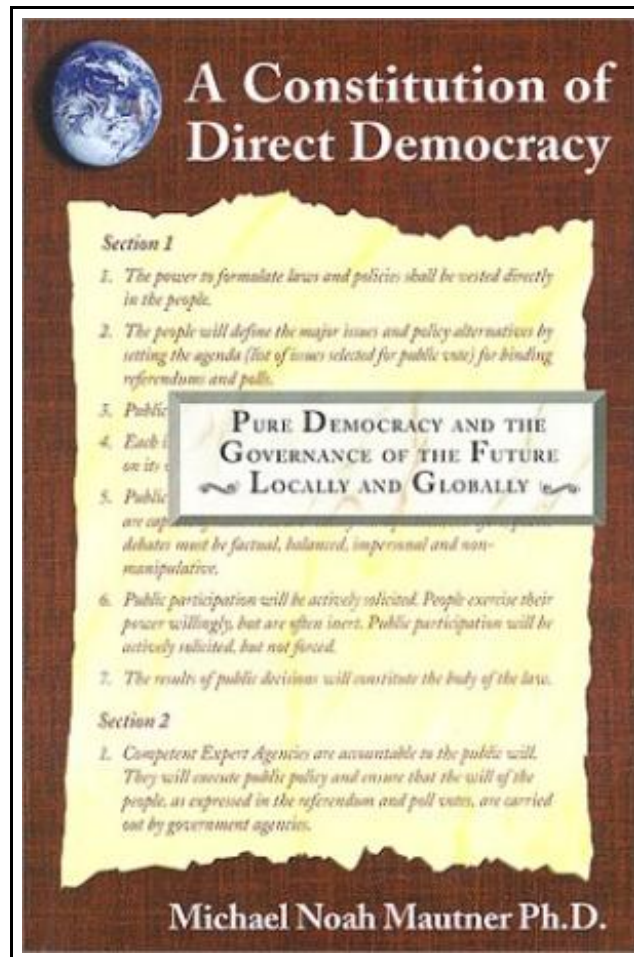 A Constitution of
Direct Democracy
Section 1
1. The power to formulate laws and policies shall be vested directly
in the people.
2. The people will define the major issues and policy alternatives by
setting the agenda (list of issues selected for public vote) for binding
referendums and polls.
3. Public
4. Each
on its
5. Public
are
debates must be factual, balanced, impersonal and non-
manipulative.
PURE DEMOCRACY AND THE
GOVERNANCE OF THE FUTURE
LOCALLY AND GLOBALLY
6. Public participation will be actively solicited. People exercise their
power willingly, but are often inert. Public participation will be
actively solicited, but not forced.
7. The results of public decisions will constitute the body of the law.
Section 2
1. Competent Expert Agencies are accountable to the public will.
They will execute public policy and ensure that the will of the
people, as expressed in the referendum and poll votes, are carried
out by government agencies.
Michael Noah Mautner Ph.D.